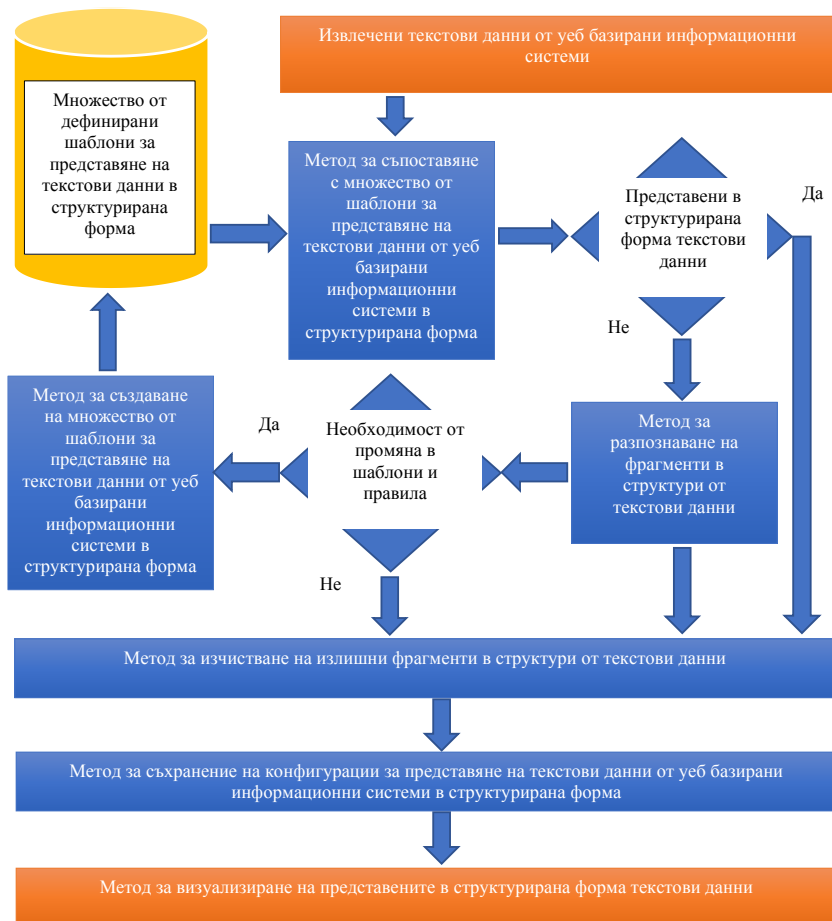 Извлечени текстови данни от уеб базирани информационни
системи
Множество от
дефинирани
шаблони за
представяне на
текстови данни в
структурирана
форма
Метод за съпоставяне
с множество от
шаблони за
представяне на
текстови данни от уеб
базирани
информационни
системи в
структурирана форма
Представени в
структурирана
форма текстови
данни
Да
Не
Метод за създаване
на множество от
шаблони за
представяне на
текстови данни от уеб
базирани
информационни
системи в
структурирана форма
Да
Необходимост от
промяна в
шаблони и
правила
Метод за
разпознаване на
фрагменти в
структури от
текстови данни
Не
Метод за изчистване на излишни фрагменти в структури от текстови данни
Метод за съхранение на конфигурации за представяне на текстови данни от уеб базирани
информационни системи в структурирана форма
Метод за визуализиране на представените в структурирана форма текстови данни